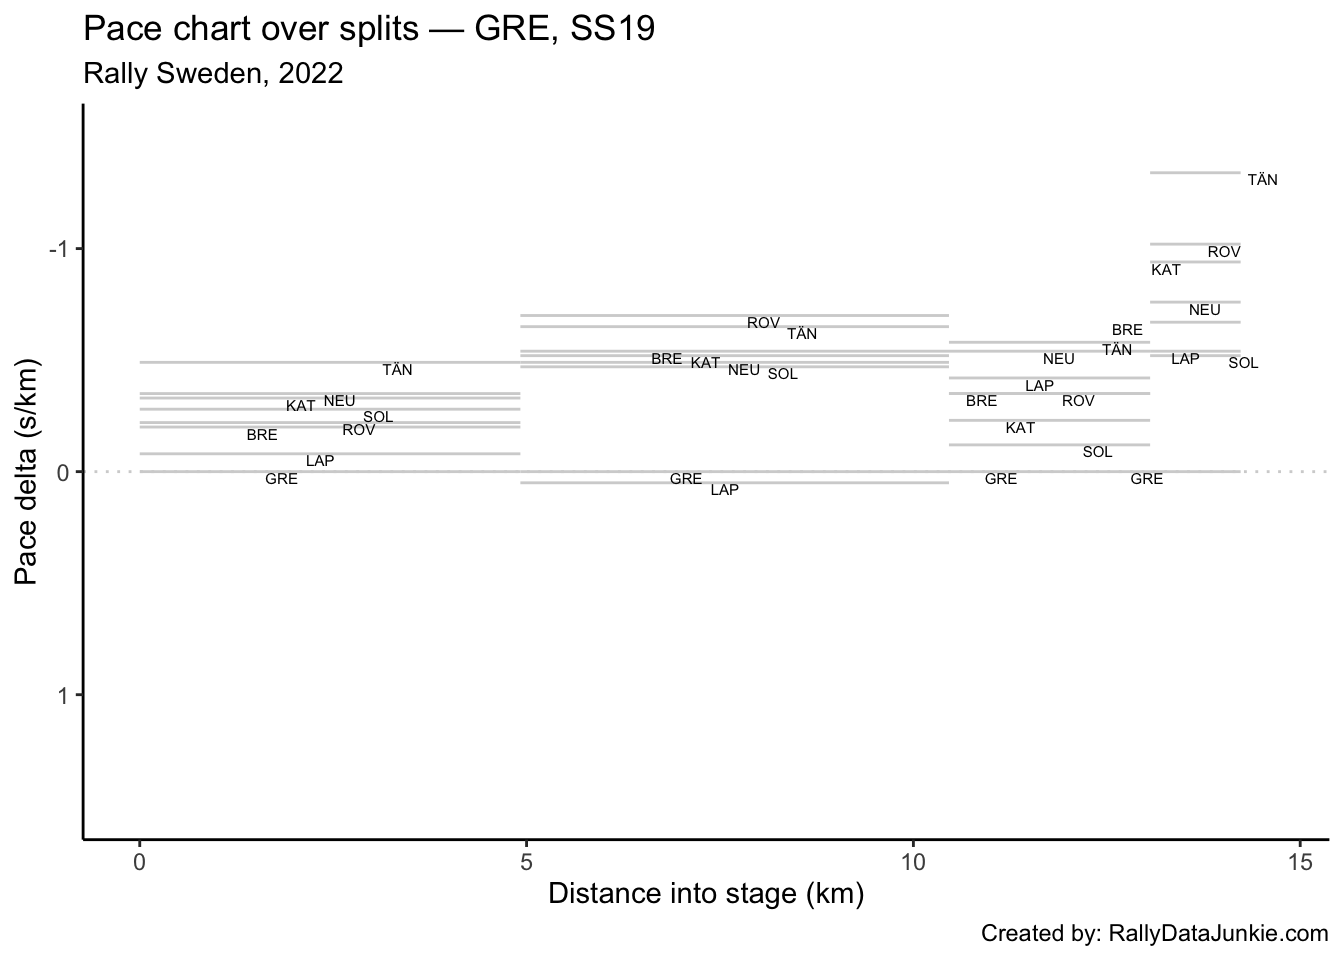 Pace chart over splits — GRE, SS19
Rally Sweden, 2022
Pace delta (s/km)
-1
0
1
TÄN
NEU
KAT
SOL
ROV
BRE
LAP
GRE
ROV
TÄN
BRE
KAT
NEU
SOL
GRE
LAP
BRE
TÄN
NEU
LAP
BRE
ROV
KAT
SOL
GRE
GRE
TÄN
ROV
KAT
NEU
LAP
SOL
0
5
10
15
Distance into stage (km)
Created by: RallyDataJunkie.com